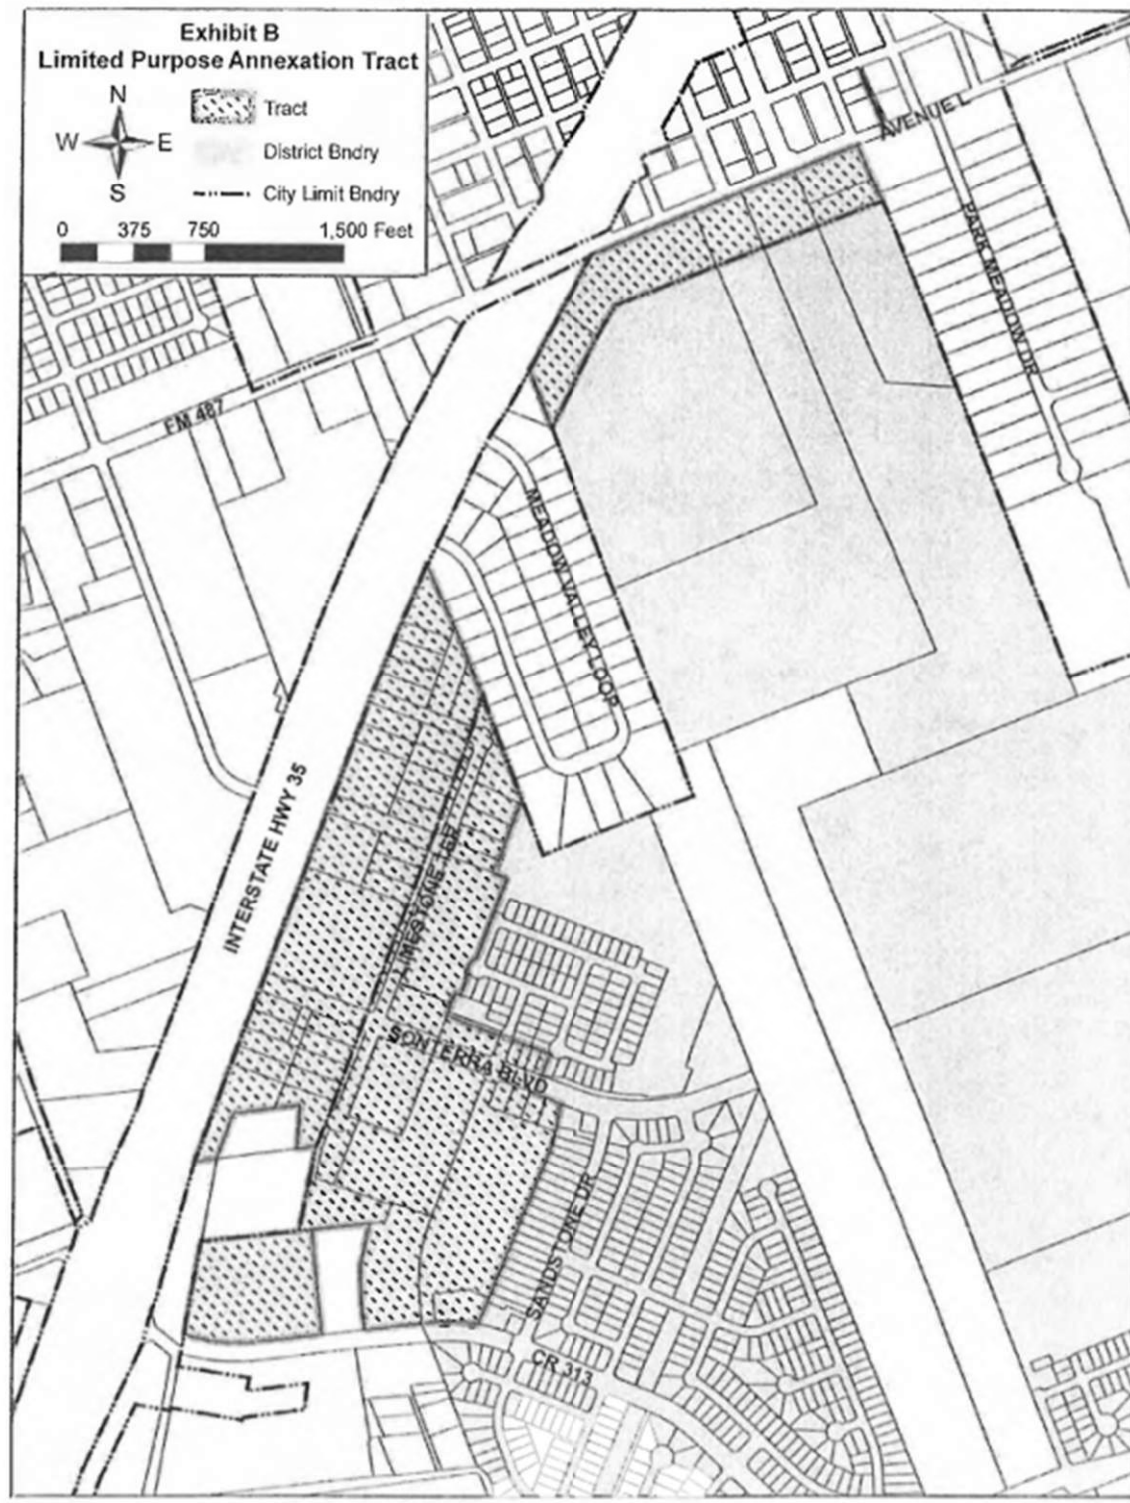 Exhibit B
Limited Purpose Annexation Tract
N
W E
S
Tract
District Bndry
City Limit Bndry
0 375 750 1,500 Feet
AVENUE L
PARK MEADOW DR
FM 487
MEADOW VALLEY LOOP
INTERSTATE HWY 35
LIMESTONE TER
SONTERRA BLVD
SANDSTONE DR
CR 313